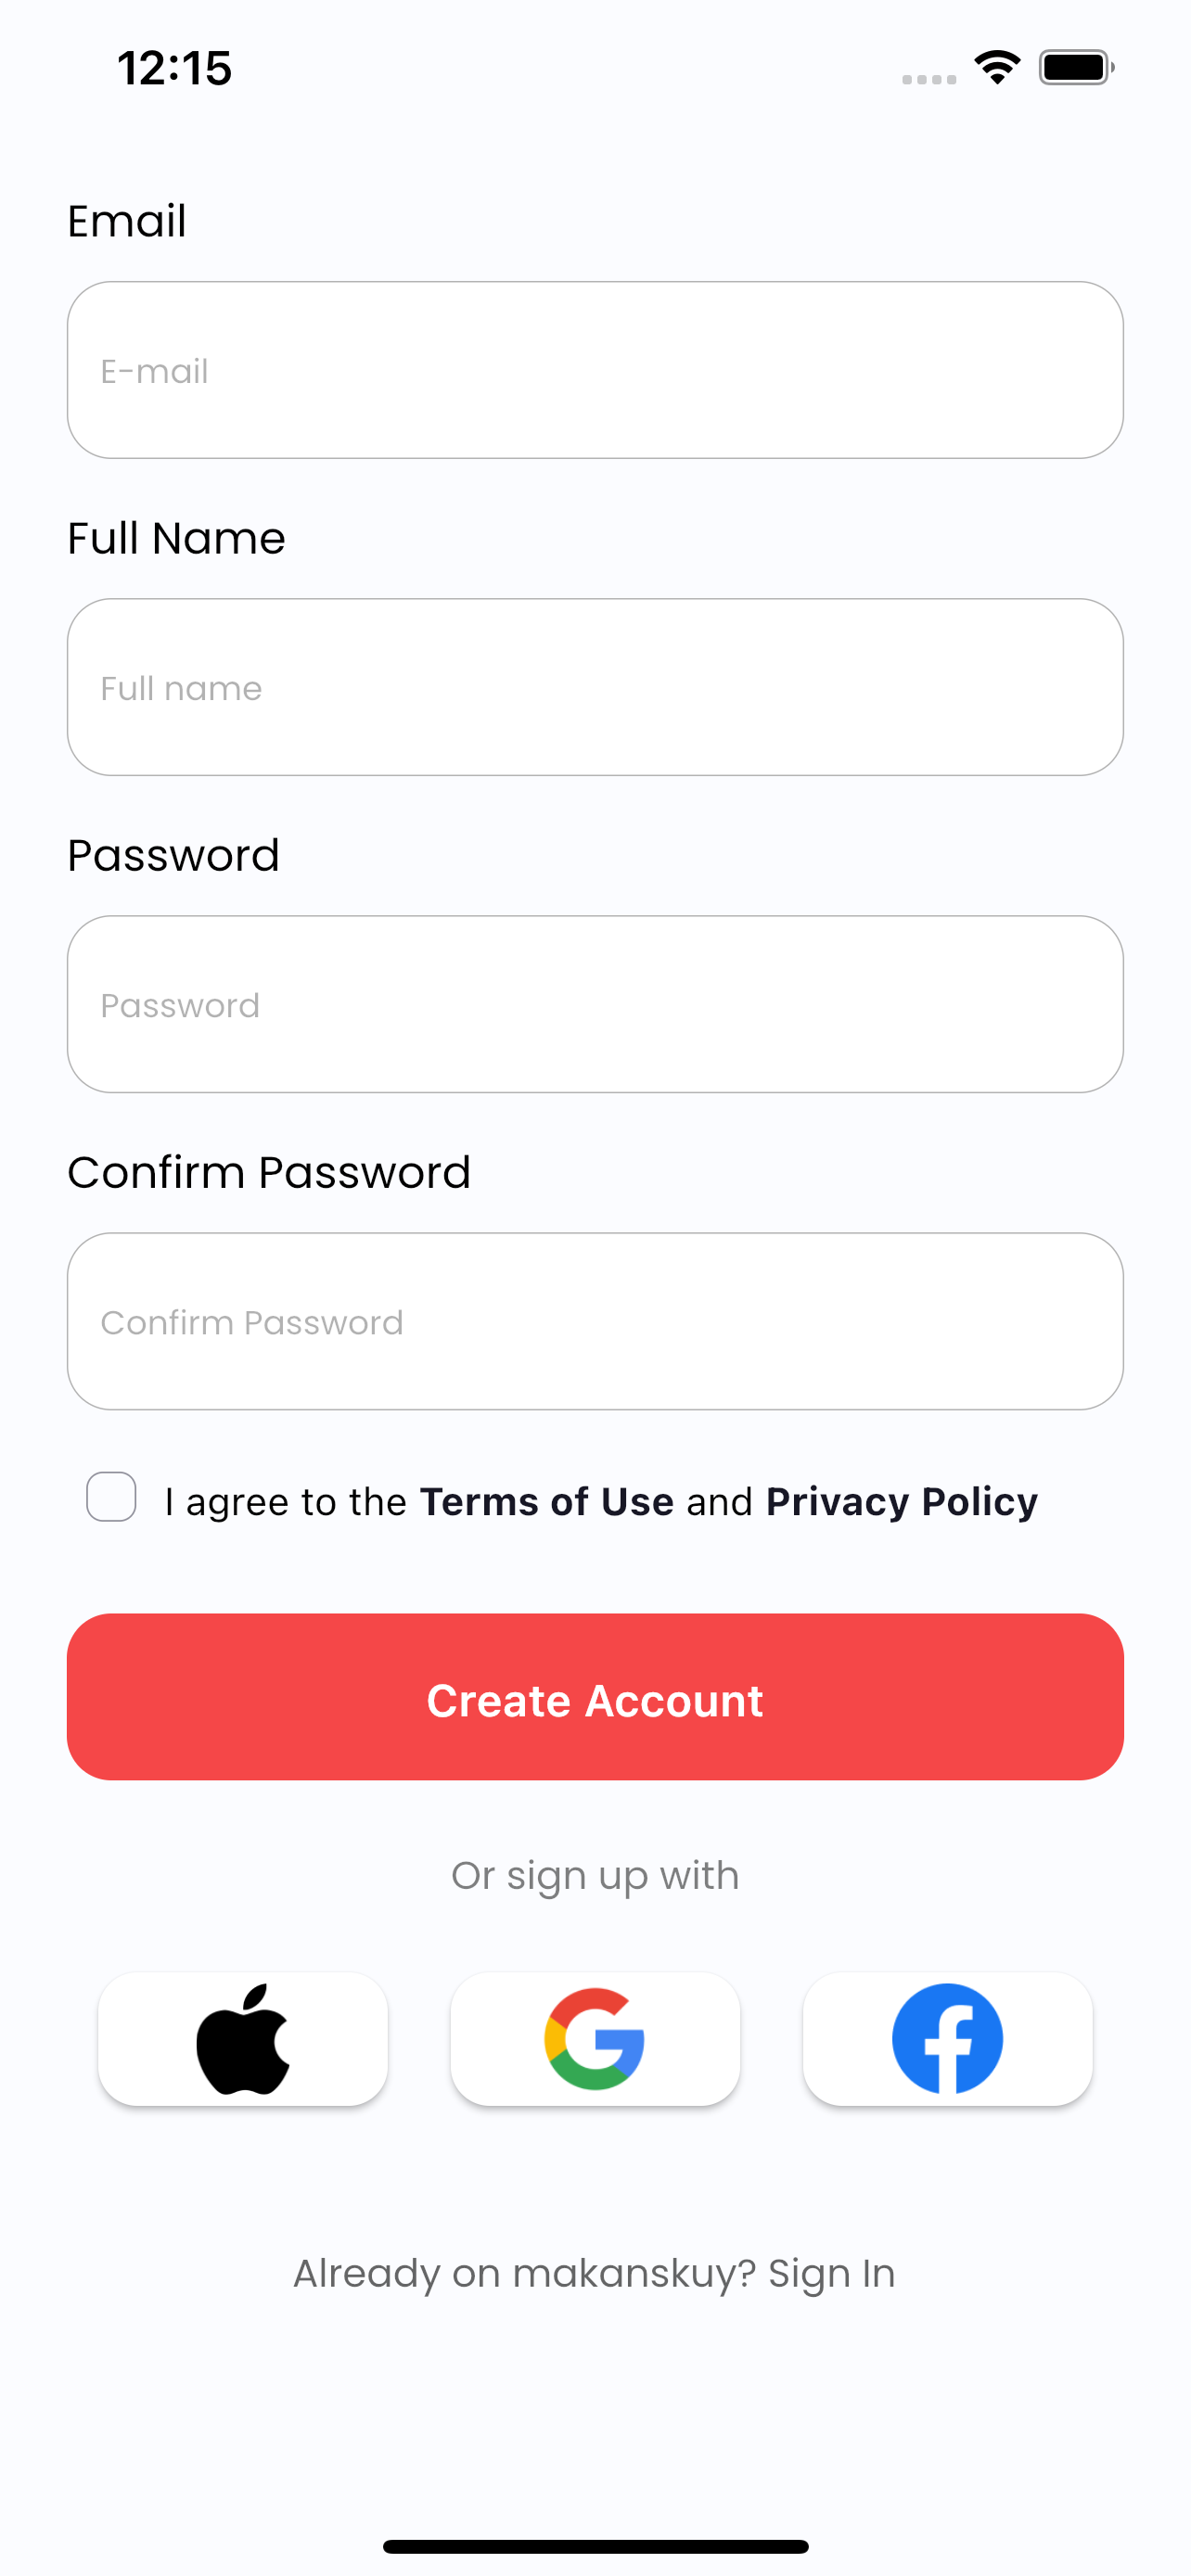 12:15
Email
E-mail
Full Name
Full name
Password
Password
Confirm Password
Confirm Password
I agree to the Terms of Use and Privacy Policy
Create Account
Or sign up with
Already on makanskuy? Sign In